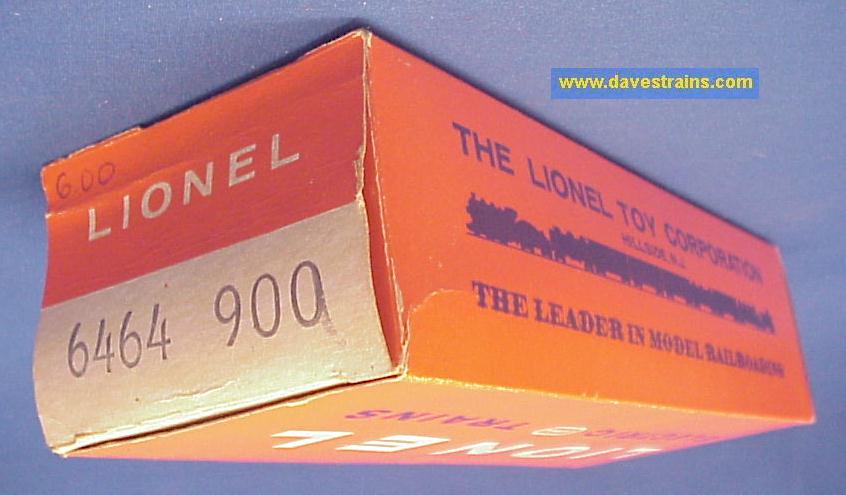 www.davestrains.com
6.00
LIONEL
6464 900
THE LIONEL TOY CORPORATION
HILLSIDE, N.J.
THE LEADER IN MODEL RAILROADING
TRAINS
LIONEL